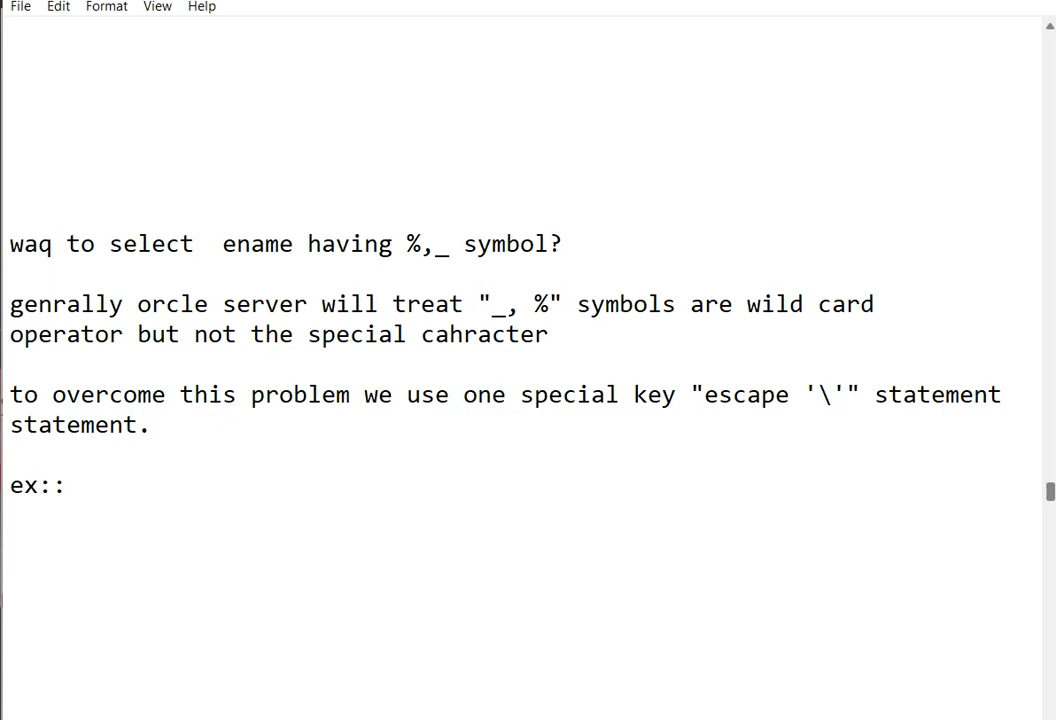 File Edit Format View Help
waq to select  ename having %,_ symbol?
genrally orcle server will treat "_, %" symbols are wild card
operator but not the special cahracter
to overcome this problem we use one special key "escape '\'" statement
statement.
ex::